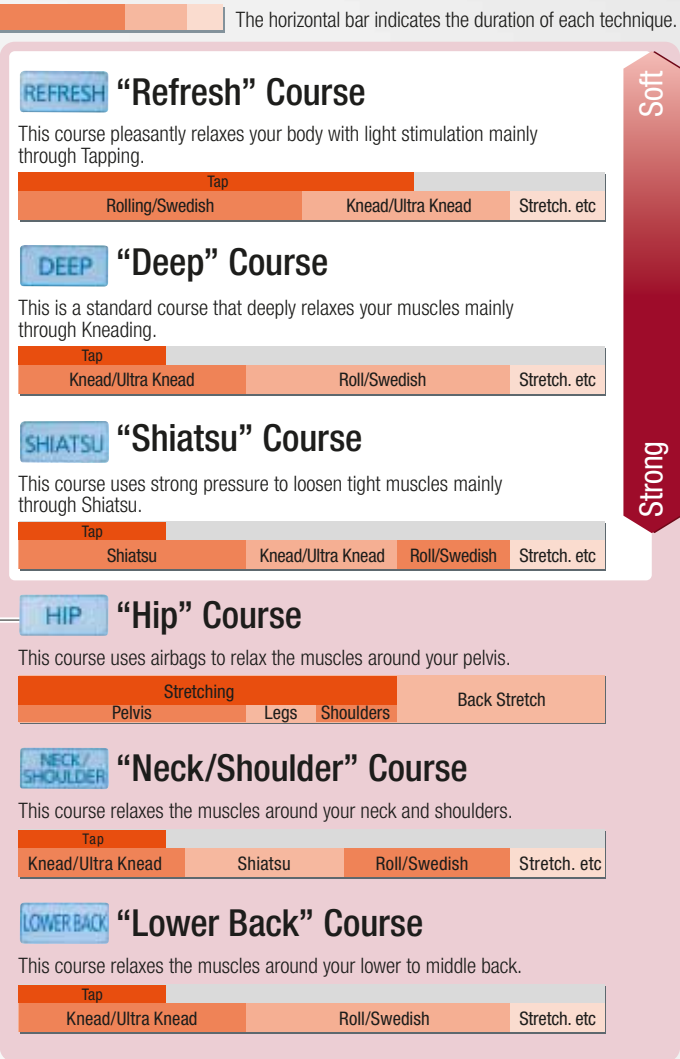 The horizontal bar indicates the duration of each technique.
Soft
REFRESH “Refresh” Course
This course pleasantly relaxes your body with light stimulation mainly
through Tapping.
Tap
Rolling/Swedish Knead/Ultra Knead Stretch. etc
DEEP “Deep” Course
This is a standard course that deeply relaxes your muscles mainly
through Kneading.
Tap
Knead/Ultra Knead Roll/Swedish Stretch. etc
SHIATSU “Shiatsu” Course
Strong
This course uses strong pressure to loosen tight muscles mainly
through Shiatsu.
Tap
Shiatsu Knead/Ultra Knead Roll/Swedish Stretch. etc
HIP “Hip” Course
This course uses airbags to relax the muscles around your pelvis.
Stretching Back Stretch
Pelvis Legs Shoulders
NECK/
SHOULDER “Neck/Shoulder” Course
This course relaxes the muscles around your neck and shoulders.
Tap
Knead/Ultra Knead Shiatsu Roll/Swedish Stretch. etc
LOWER BACK “Lower Back” Course
This course relaxes the muscles around your lower to middle back.
Tap
Knead/Ultra Knead Roll/Swedish Stretch. etc